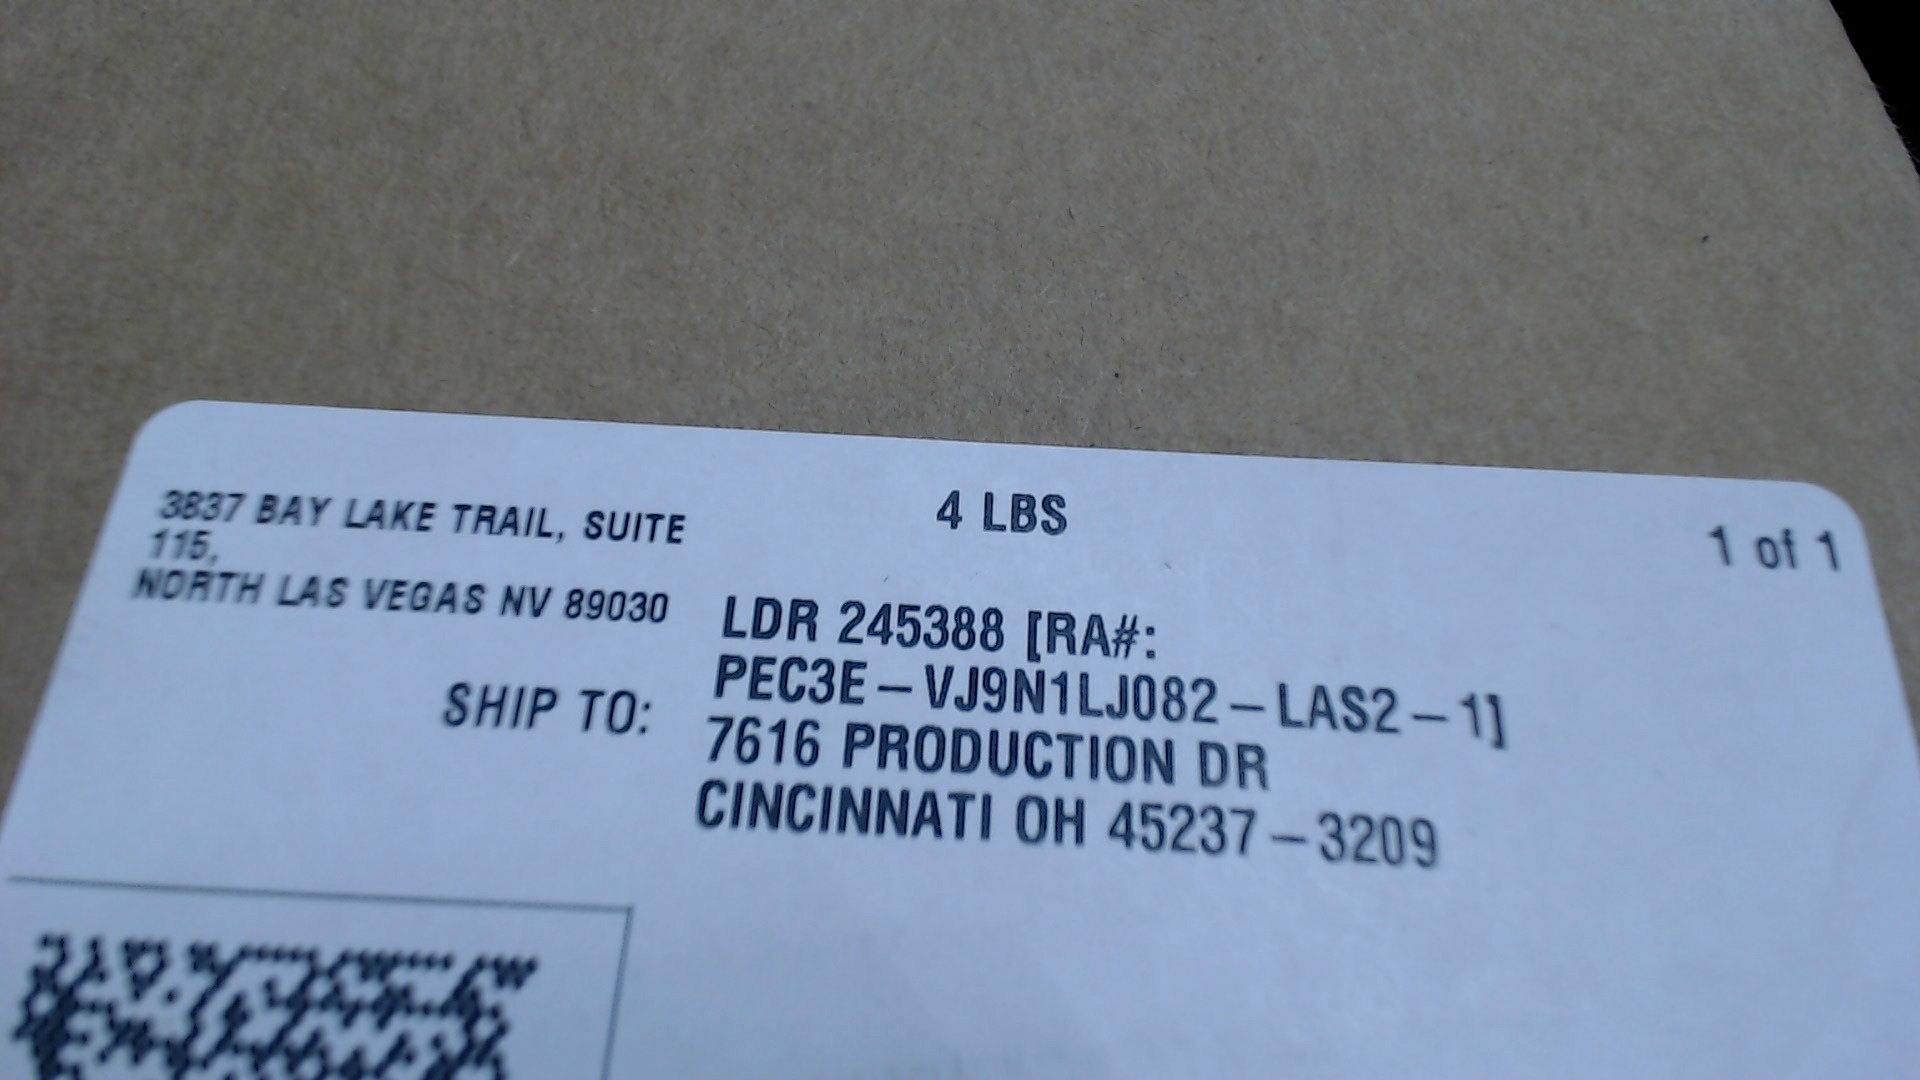 3837 BAY LAKE TRAIL, SUITE
115,
NORTH LAS VEGAS NV 89030
4 LBS
1 of 1
SHIP TO:
LDR 245388 [RA#:
PEC3E-VJ9N1LJ082-LAS2-1]
7616 PRODUCTION DR
CINCINNATI OH 45237-3209